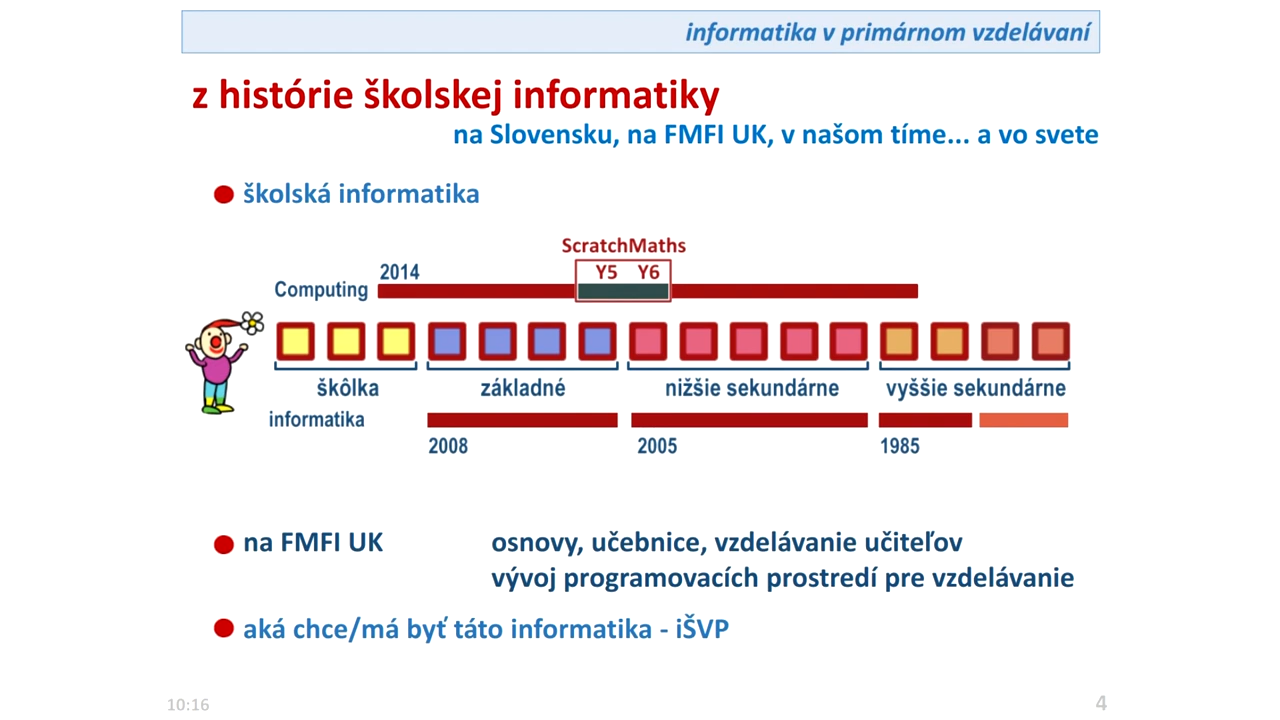 informatika v primárnom vzdelávaní
z histórie školskej informatiky
na Slovensku, na FMFI UK, v našom tíme... a vo svete
školská informatika
ScratchMaths
2014 Y5 Y6
Computing
škôlka základné nižšie sekundárne vyššie sekundárne
informatika
2008 2005 1985
na FMFI UK osnovy, učebnice, vzdelávanie učiteľov
vývoj programovacích prostredí pre vzdelávanie
aká chce/má byť táto informatika - iŠVP
10:16 4